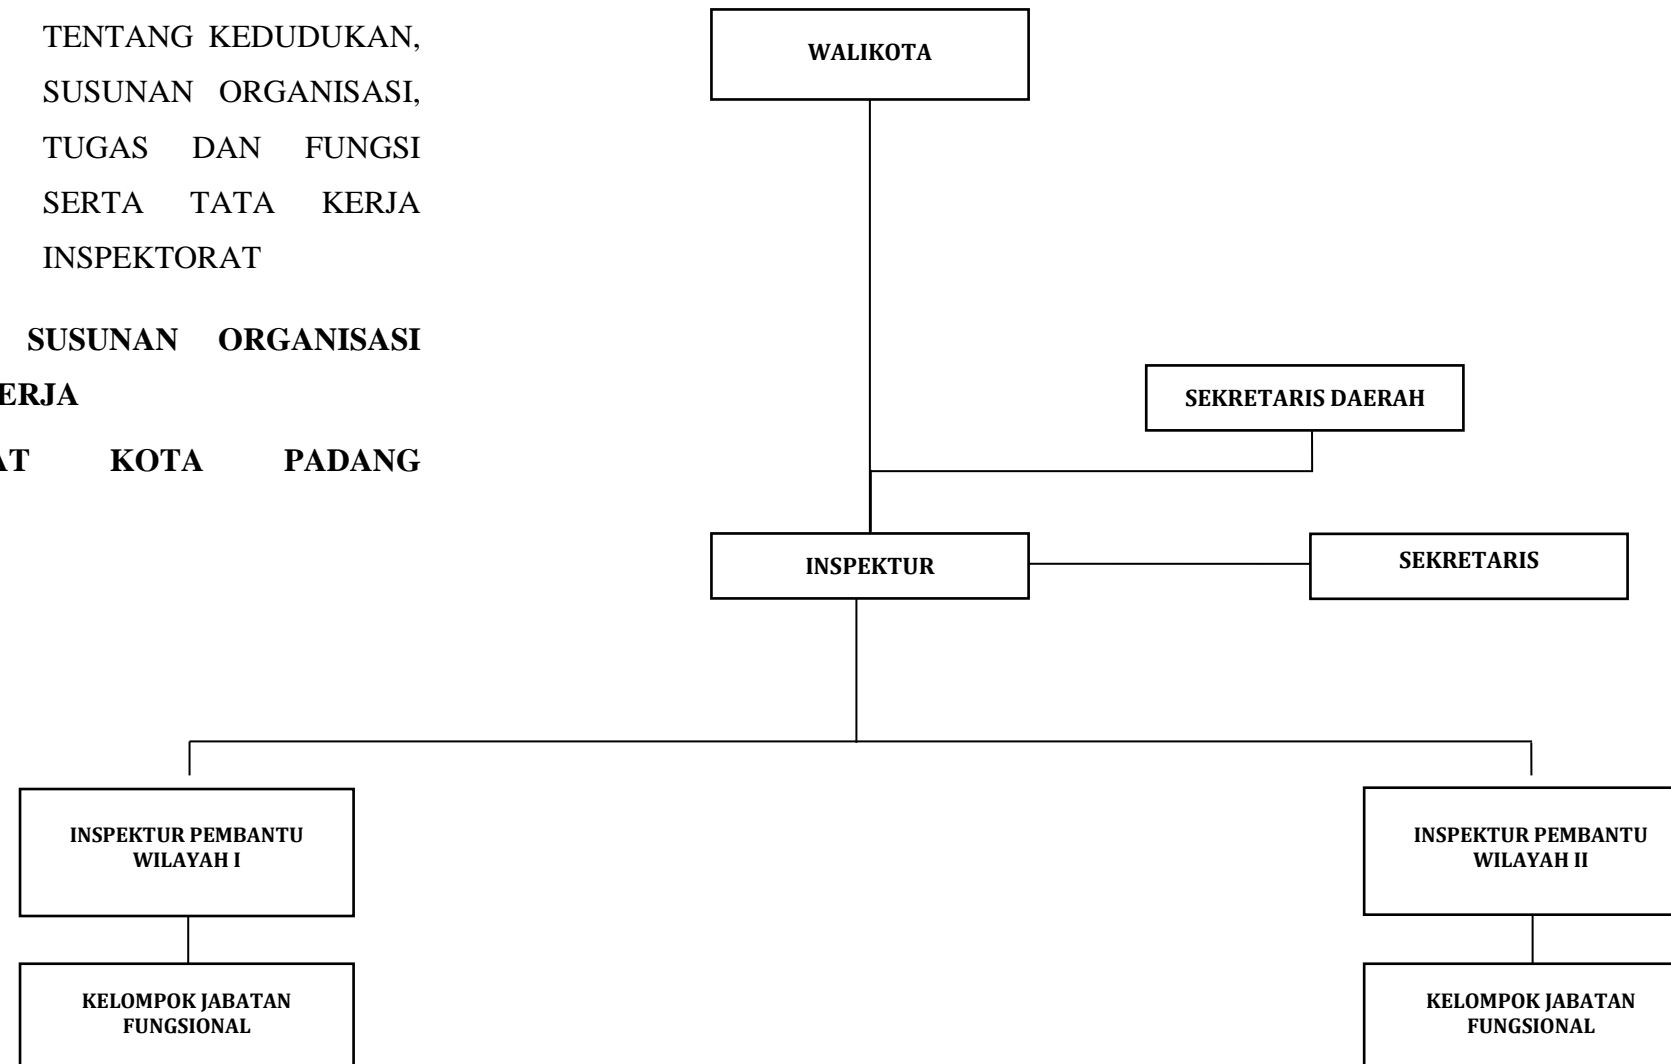 TENTANG KEDUDUKAN,
SUSUNAN ORGANISASI,
TUGAS DAN FUNGSI
SERTA TATA KERJA
INSPEKTORAT
SUSUNAN ORGANISASI
ERJA
AT KOTA PADANG
WALIKOTA
SEKRETARIS DAERAH
INSPEKTUR
SEKRETARIS
INSPEKTUR PEMBANTU
WILAYAH I
INSPEKTUR PEMBANTU
WILAYAH II
KELOMPOK JABATAN
FUNGSIONAL
KELOMPOK JABATAN
FUNGSIONAL